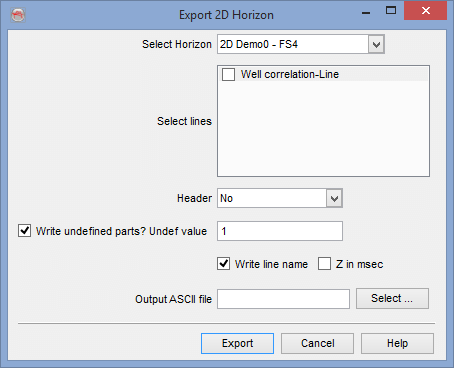 Export 2D Horizon
Select Horizon 2D Demo0 - FS4
Well correlation-Line
Select lines
Header No
Write undefined parts? Undef value 1
Write line name Z in msec
Output ASCII file Select ...
Export Cancel Help